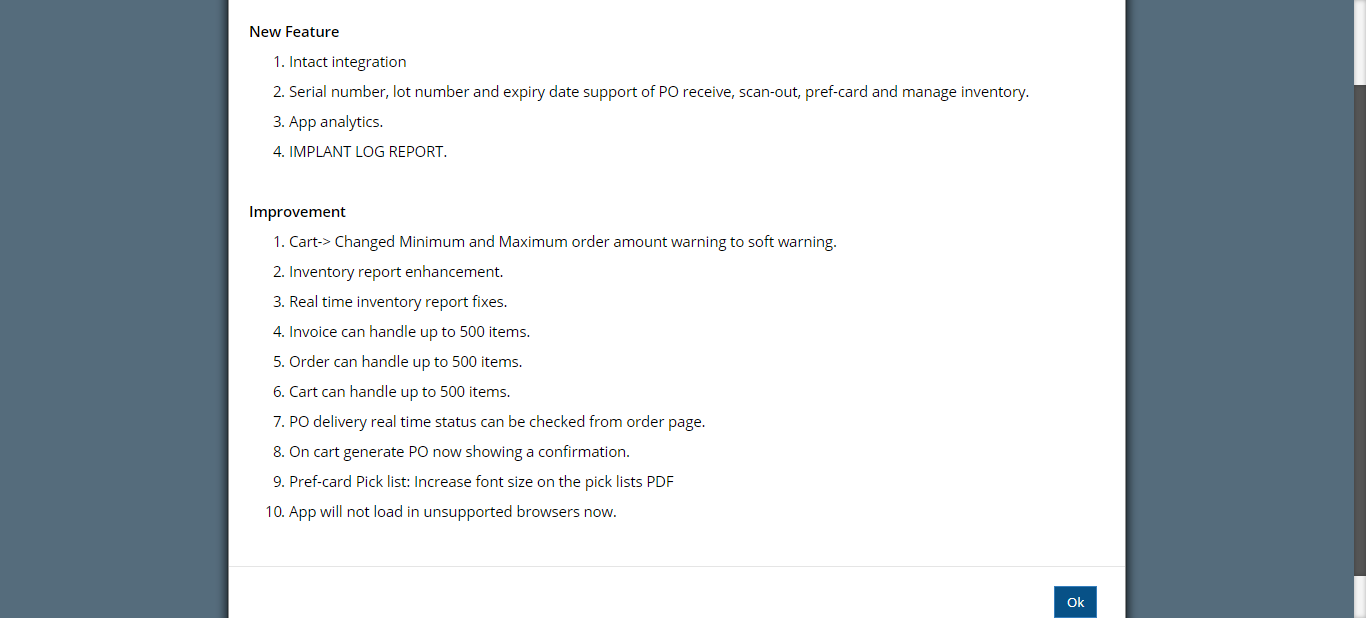 New Feature
1. Intact integration
2. Serial number, lot number and expiry date support of PO receive, scan-out, pref-card and manage inventory.
3. App analytics.
4. IMPLANT LOG REPORT.
Improvement
1. Cart-> Changed Minimum and Maximum order amount warning to soft warning.
2. Inventory report enhancement.
3. Real time inventory report fixes.
4. Invoice can handle up to 500 items.
5. Order can handle up to 500 items.
6. Cart can handle up to 500 items.
7. PO delivery real time status can be checked from order page.
8. On cart generate PO now showing a confirmation.
9. Pref-card Pick list: Increase font size on the pick lists PDF
10. App will not load in unsupported browsers now.
Ok